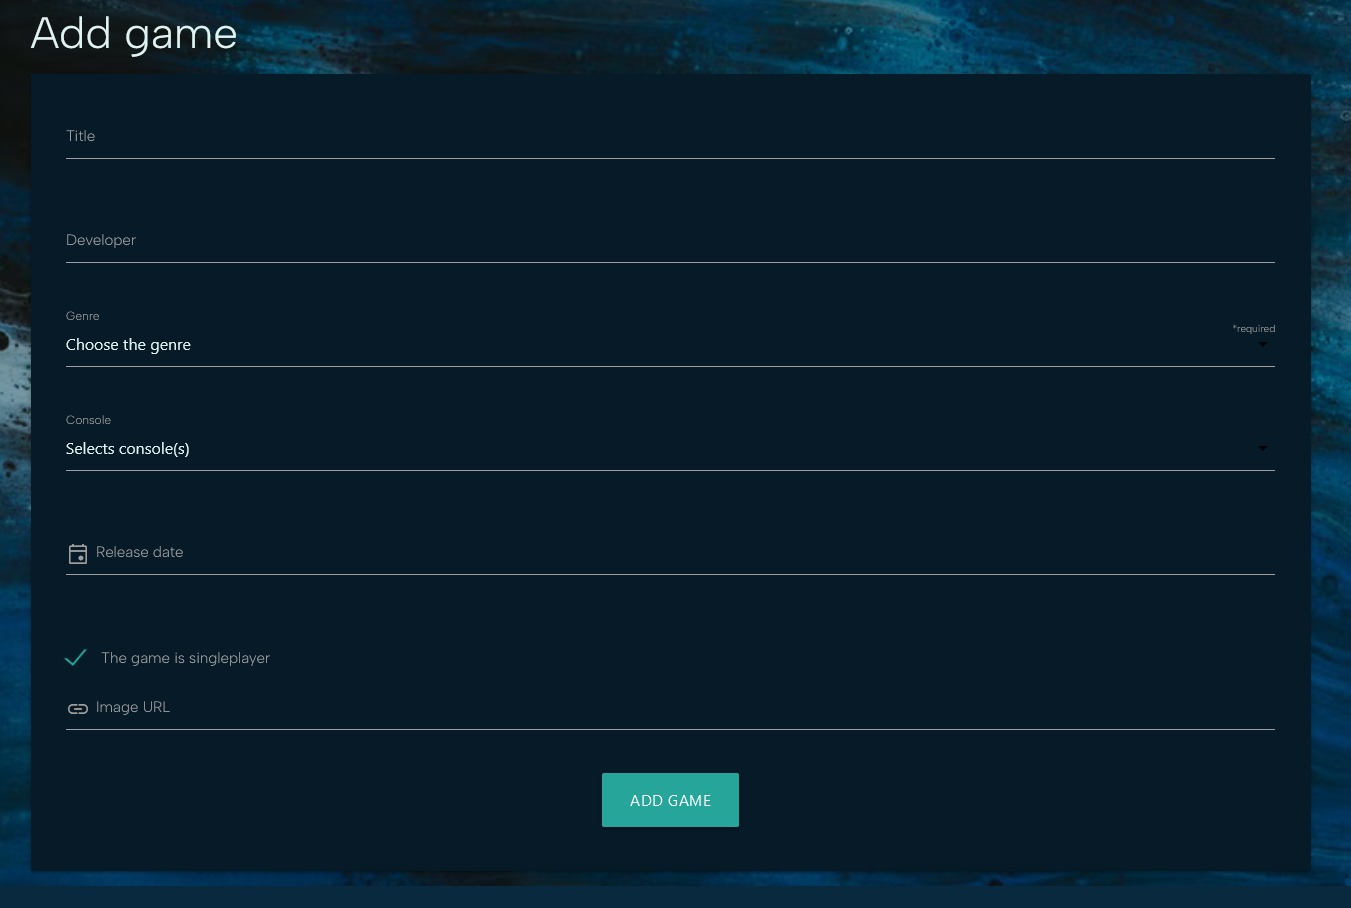 Add game
Title
Developer
Genre
*required
Choose the genre
Console
Selects console(s)
Release date
The game is singleplayer
Image URL
ADD GAME